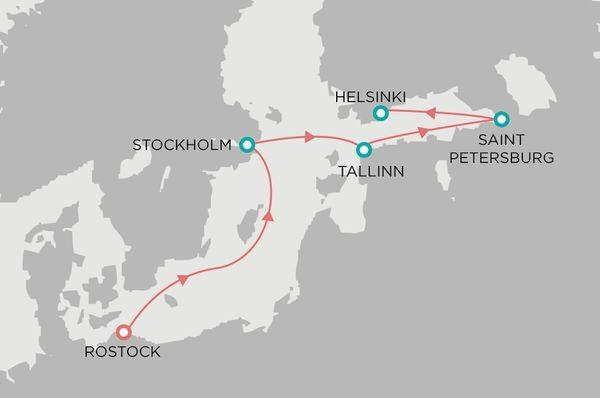 HELSINKI
STOCKHOLM
SAINT
PETERSBURG
TALLINN
ROSTOCK